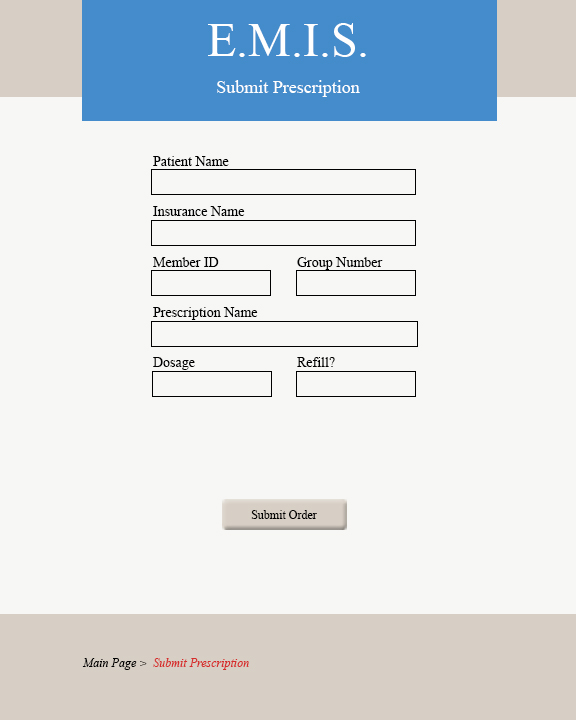 E.M.I.S.
Submit Prescription
Patient Name
Insurance Name
Member ID
Group Number
Prescription Name
Dosage
Refill?
Submit Order
Main Page > Submit Prescription